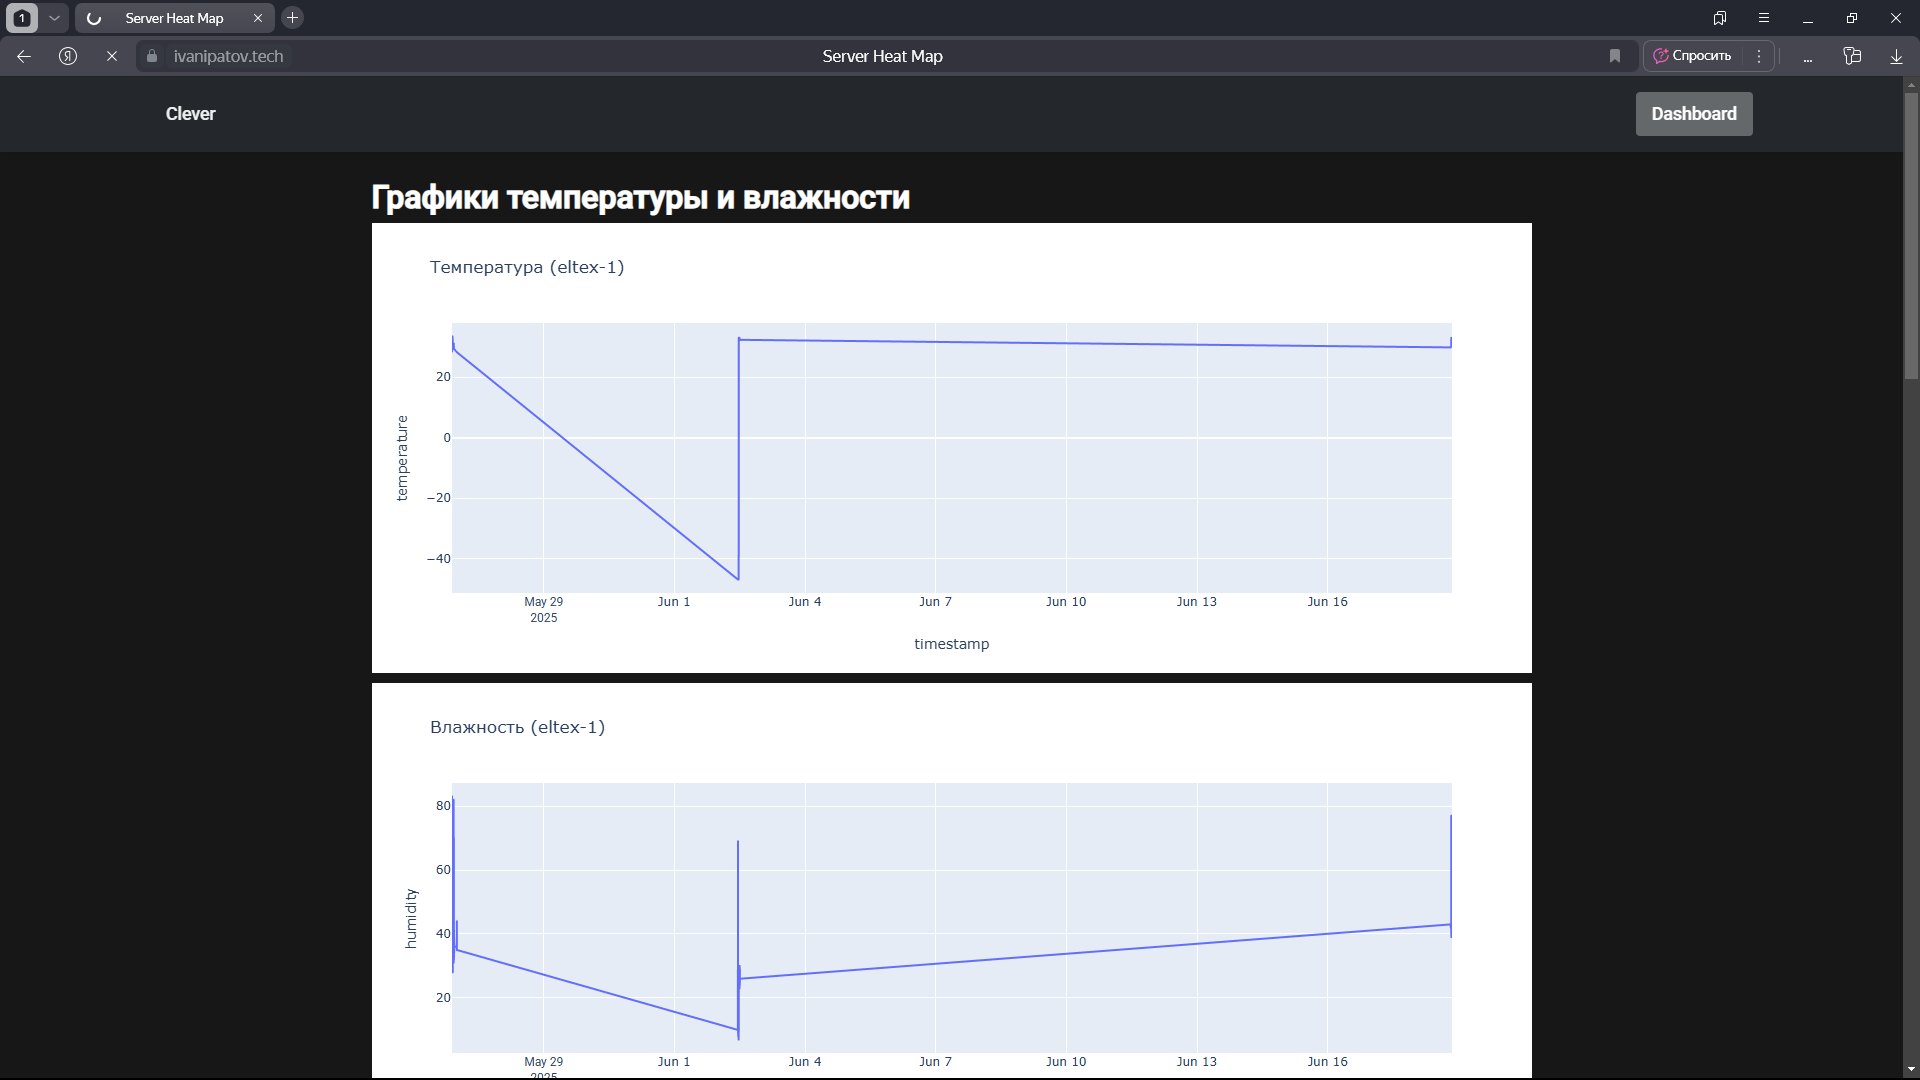 1
Server Heat Map
Я
ivanipatov.tech
Server Heat Map
Спросить
Clever
Dashboard
Графики температуры и влажности
Температура (eltex-1)
20
0
−20
−40
temperature
May 29
2025
Jun 1
Jun 4
Jun 7
Jun 10
Jun 13
Jun 16
timestamp
Влажность (eltex-1)
80
60
40
20
humidity
May 29
2025
Jun 1
Jun 4
Jun 7
Jun 10
Jun 13
Jun 16